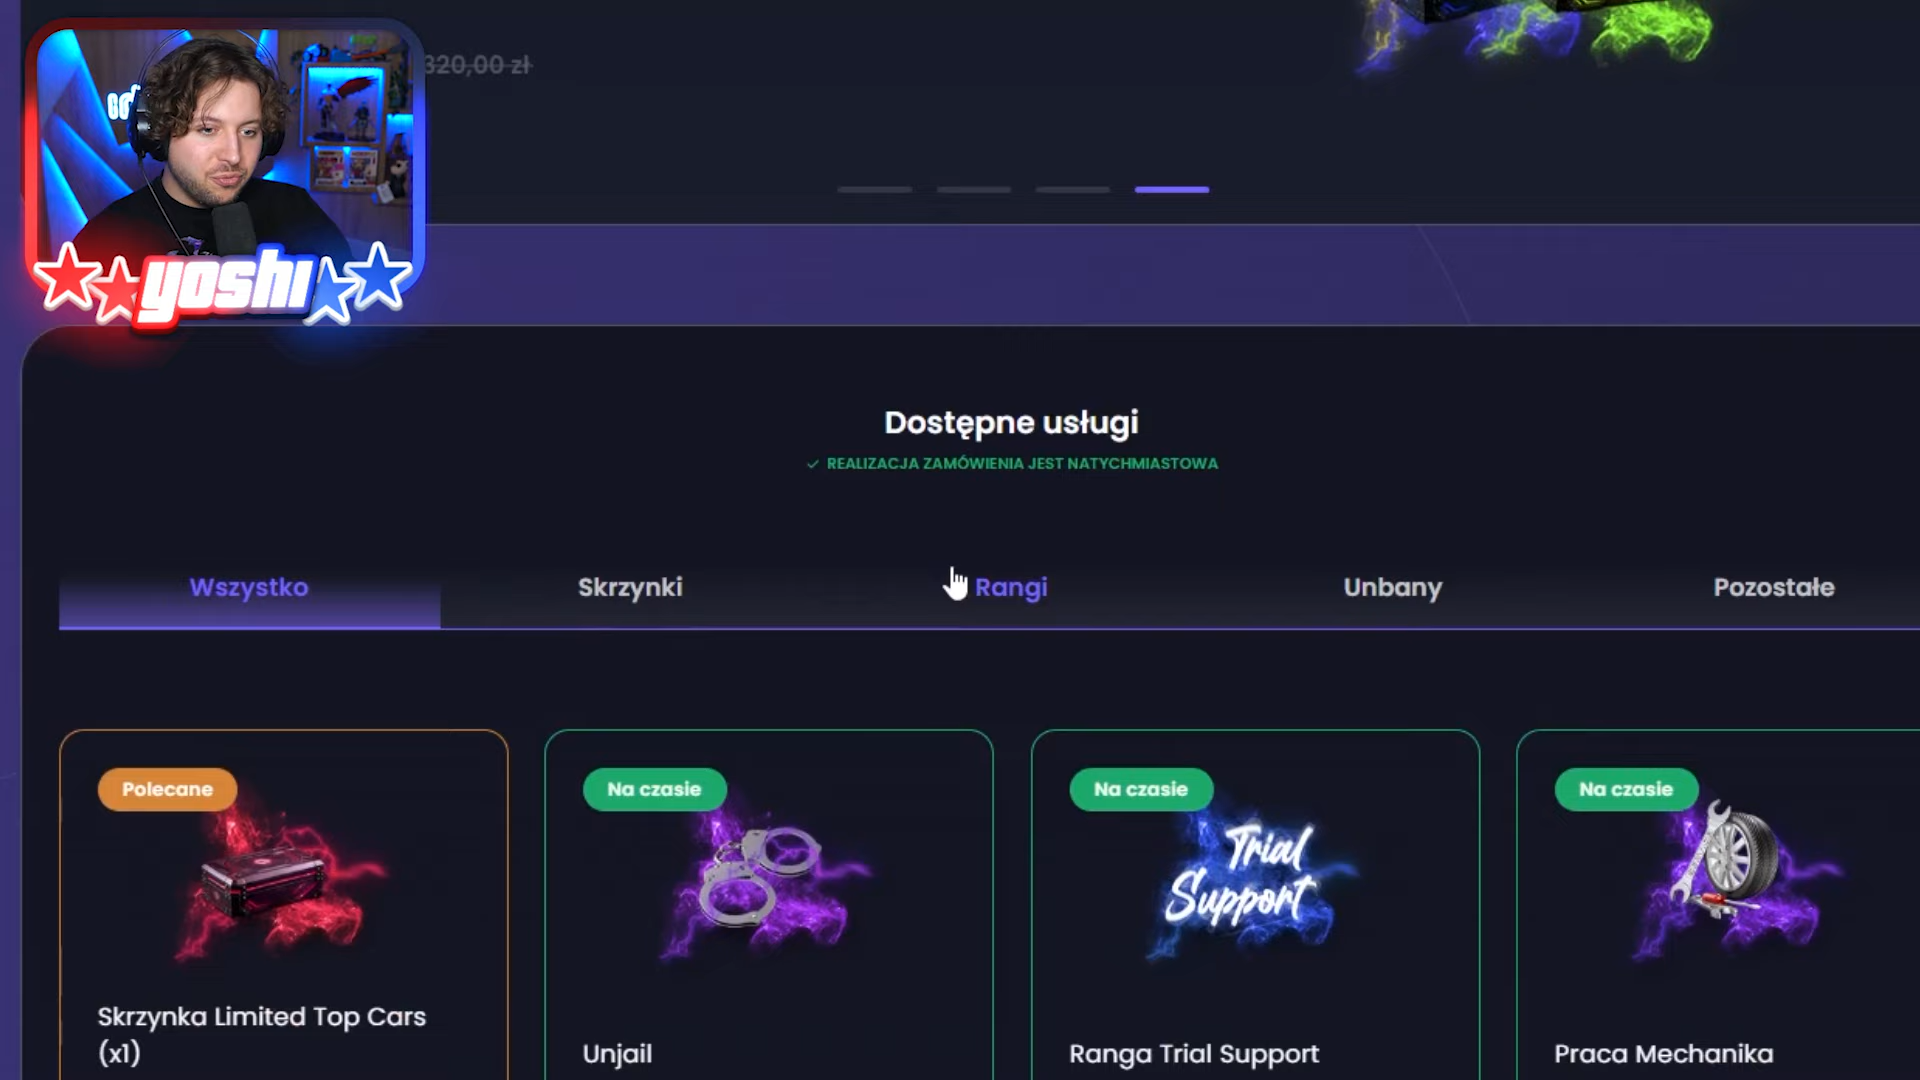 320,00 zł
yoshi
Dostępne usługi
REALIZACJA ZAMÓWIENIA JEST NATYCHMIASTOWA
Wszystko
Skrzynki
Rangi
Unbany
Pozostałe
Polecane
Na czasie
Na czasie
Na czasie
Trial
Support
Skrzynka Limited Top Cars
(x1)
Unjail
Ranga Trial Support
Praca Mechanika